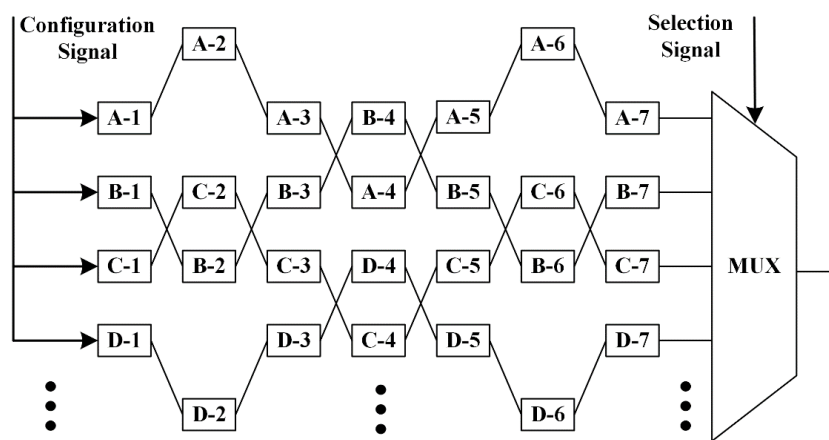 Configuration
Signal
Selection
Signal
A-2
A-6
A-1
A-3
B-4
A-5
A-7
B-1
C-2
B-3
A-4
B-5
C-6
B-7
C-1
B-2
C-3
D-4
C-5
B-6
C-7
MUX
D-1
D-3
C-4
D-5
D-7
D-2
D-6